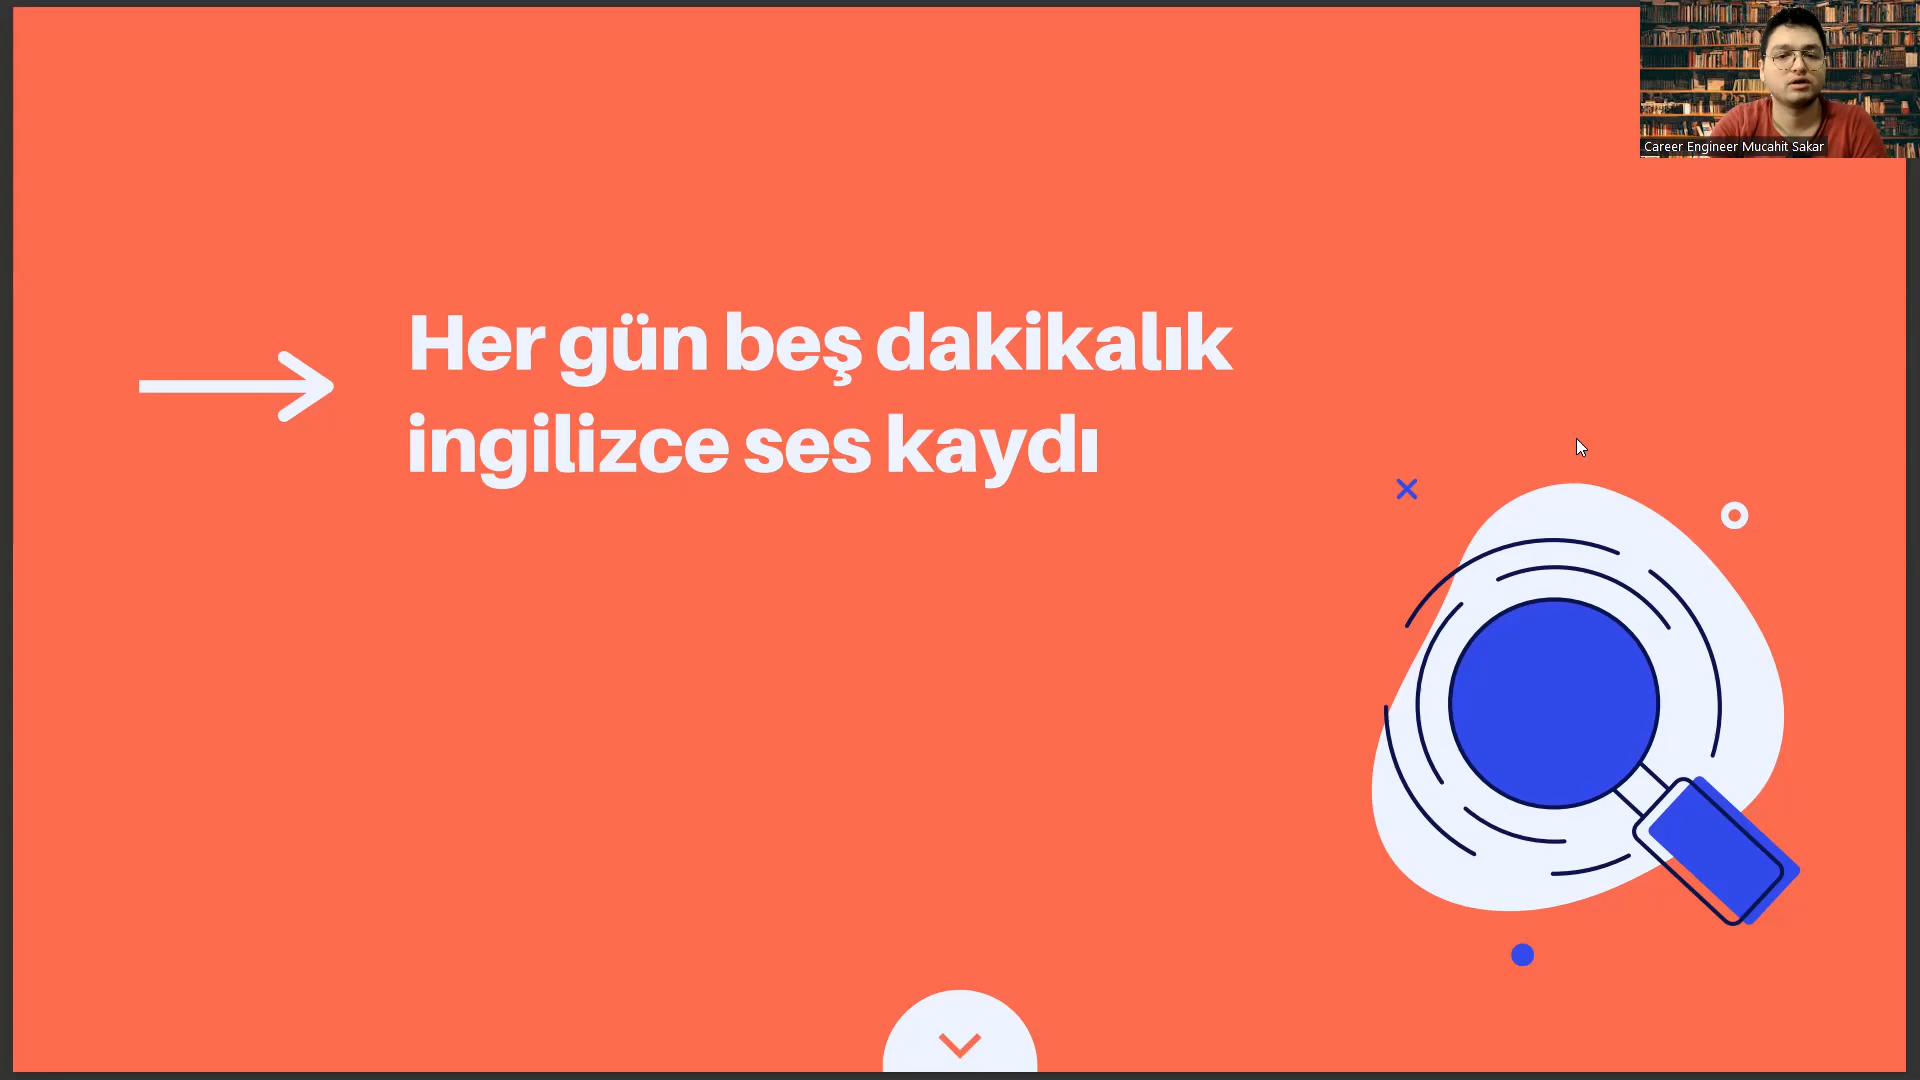 Career Engineer Mucahit Sakar
Her gün beş dakikalık
ingilizce ses kaydı